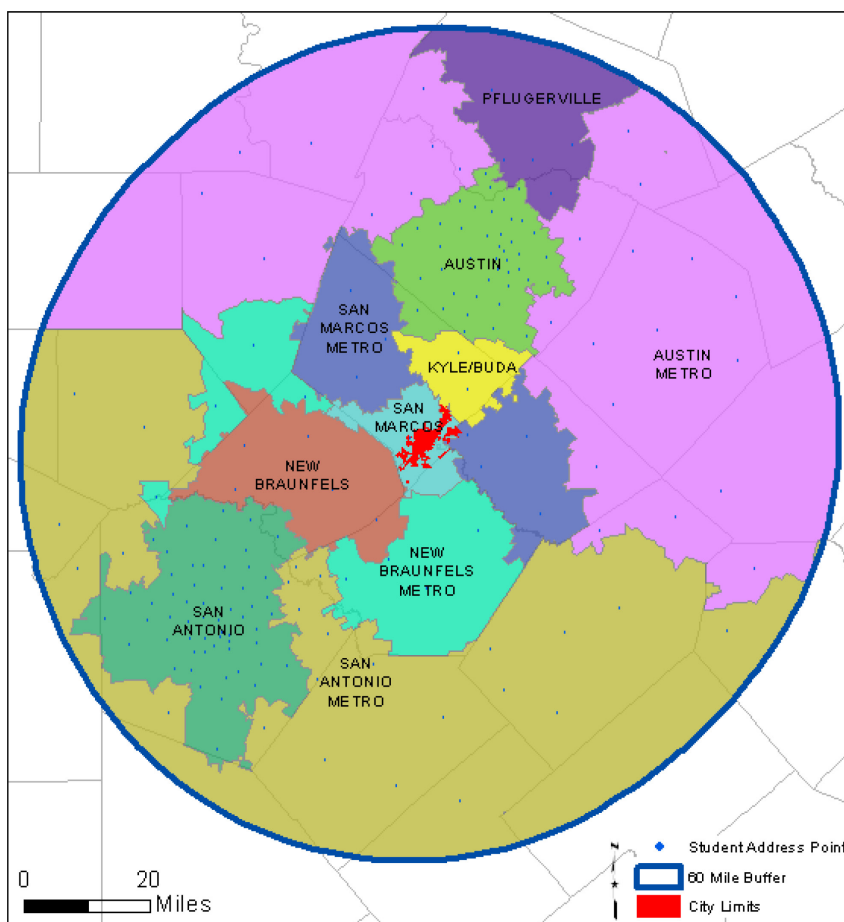 PFLUGERVILLE
AUSTIN
SAN
MARCOS
METRO
KYLE/BUDA
AUSTIN
METRO
SAN
MARCOS
NEW
BRAUNFELS
NEW
BRAUNFELS
METRO
SAN
ANTONIO
SAN
ANTONIO
METRO
0 20
Miles
Student Address Point
60 Mile Buffer
City Limits